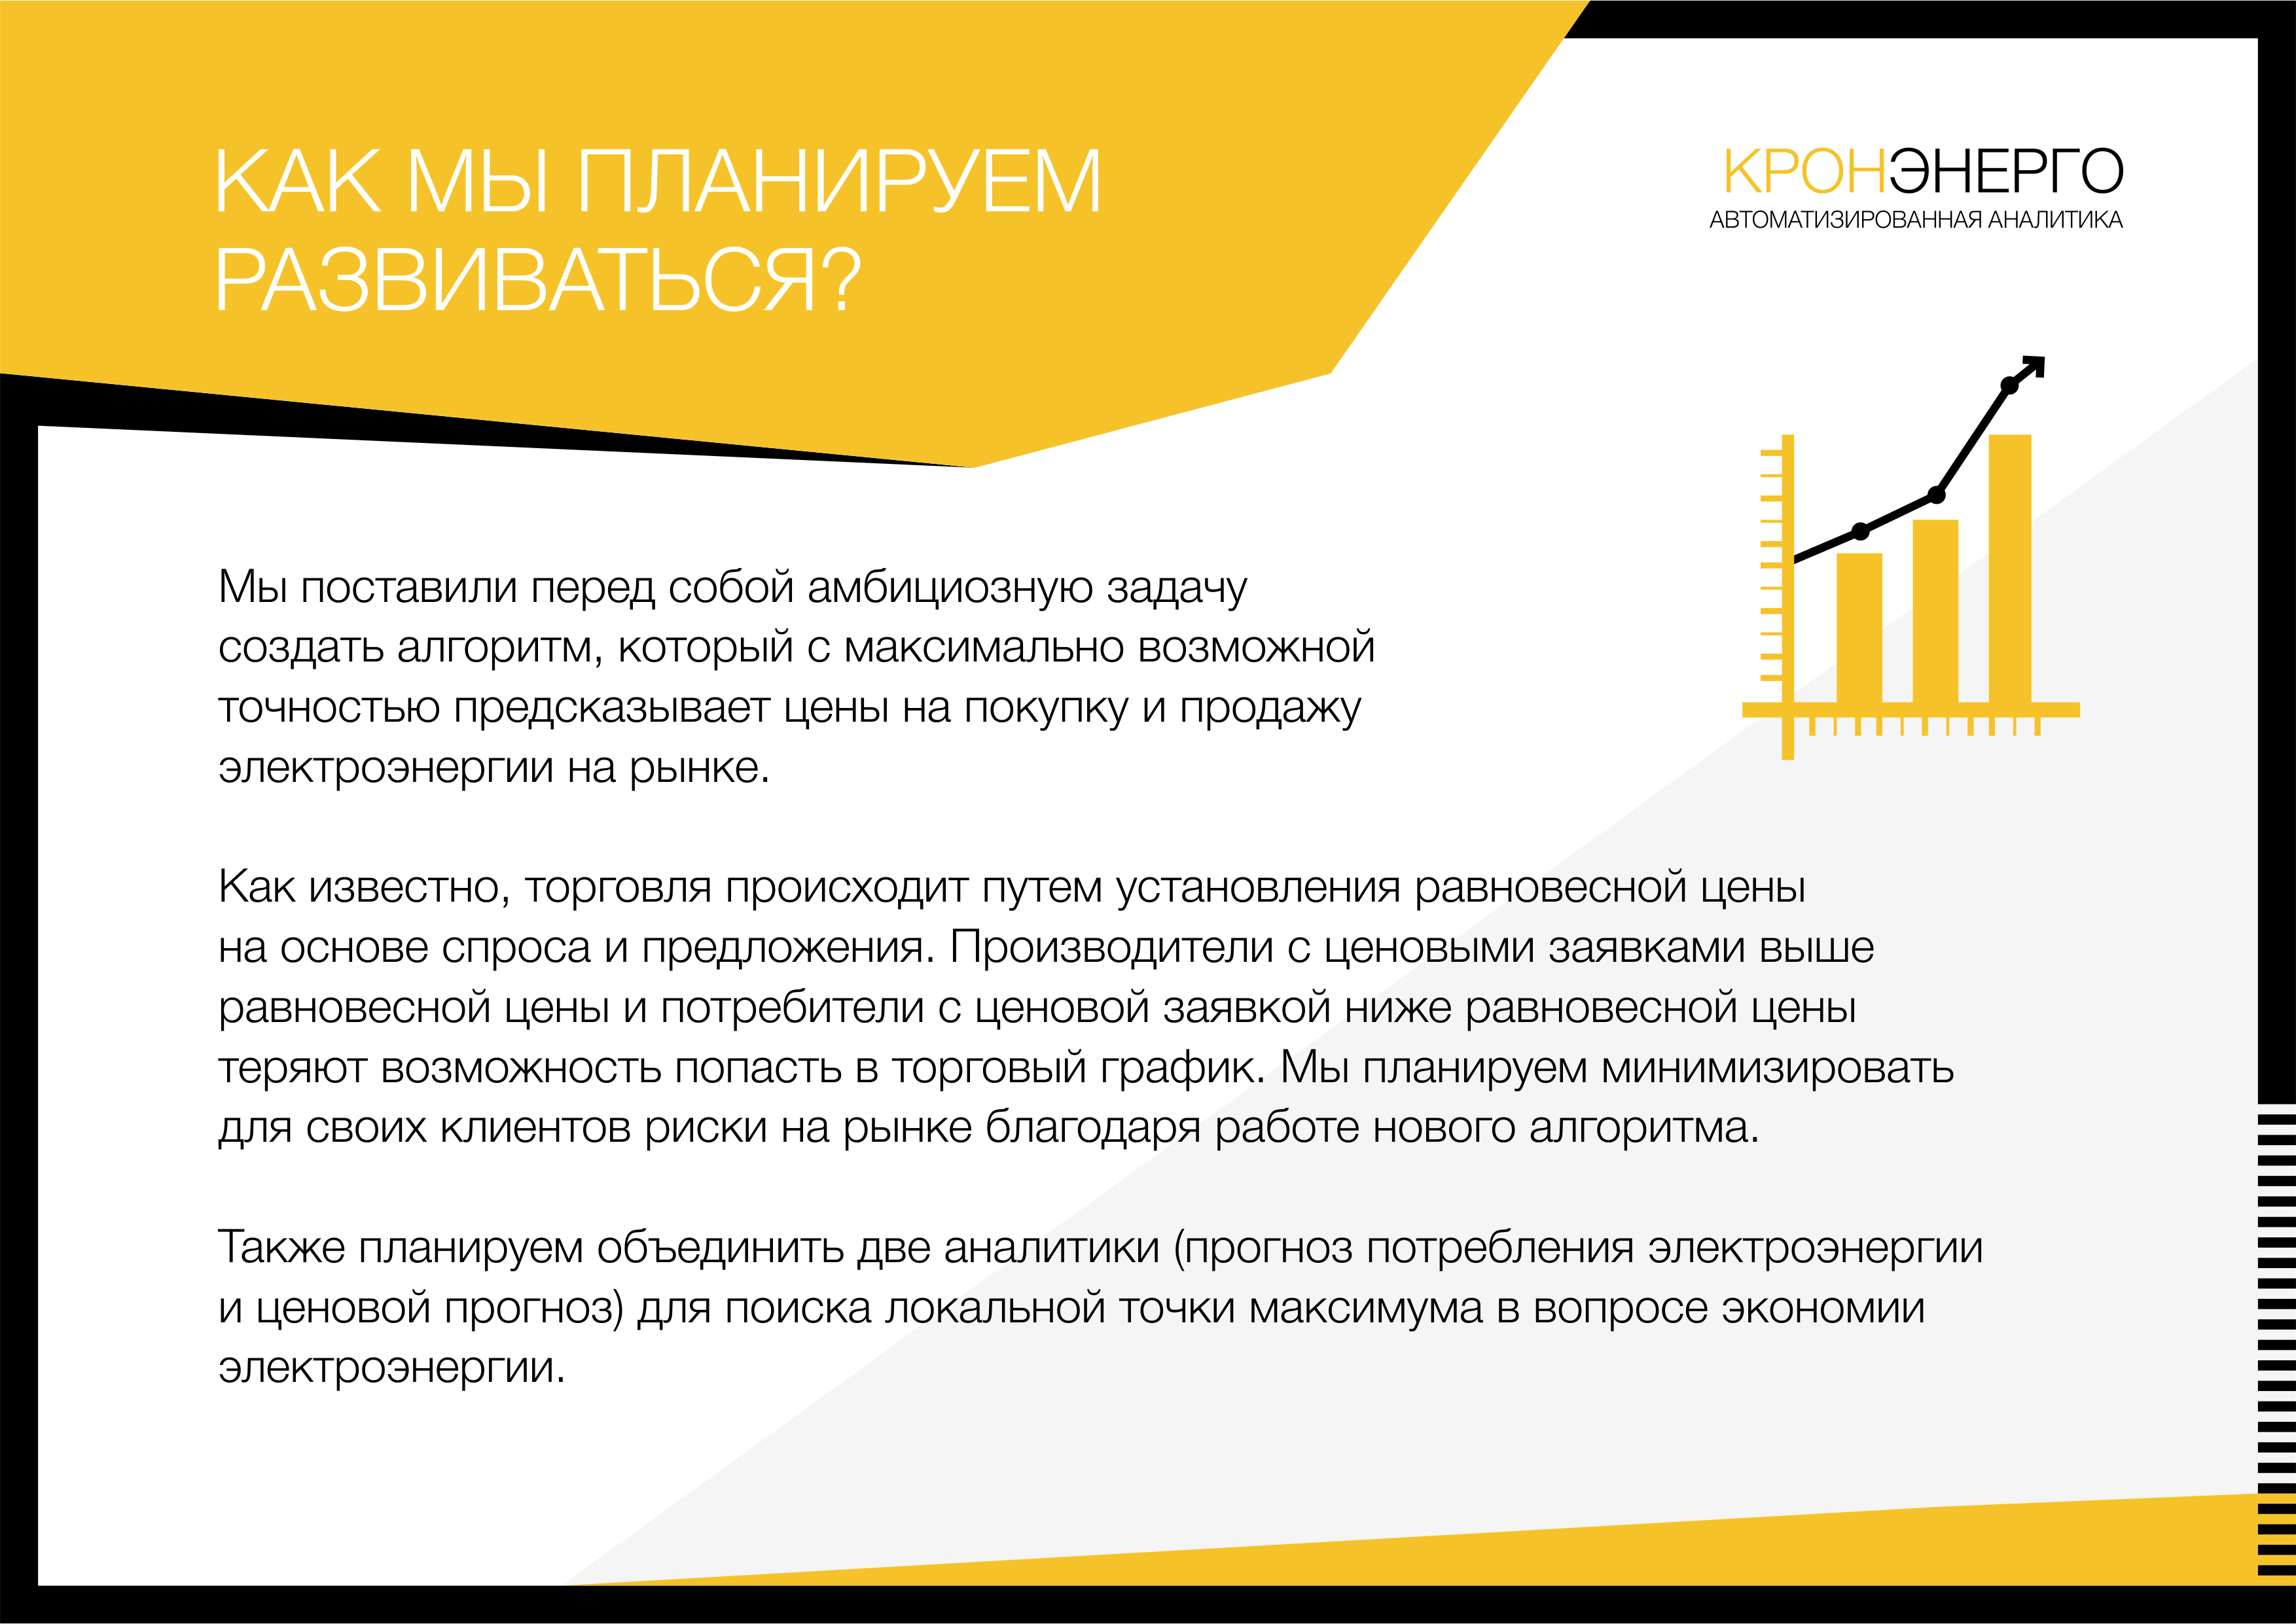 КАК МЫ ПЛАНИРУЕМ
РАЗВИВАТЬСЯ?
КРОНЭНЕРГО
АВТОМАТИЗИРОВАННАЯ АНАЛИТИКА
Мы поставили перед собой амбициозную задачу
создать алгоритм, который с максимально возможной
точностью предсказывает цены на покупку и продажу
электроэнергии на рынке.
Как известно, торговля происходит путем установления равновесной цены
на основе спроса и предложения. Производители с ценовыми заявками выше
равновесной цены и потребители с ценовой заявкой ниже равновесной цены
теряют возможность попасть в торговый график. Мы планируем минимизировать
для своих клиентов риски на рынке благодаря работе нового алгоритма.
Также планируем объединить две аналитики (прогноз потребления электроэнергии
и ценовой прогноз) для поиска локальной точки максимума в вопросе экономии
электроэнергии.